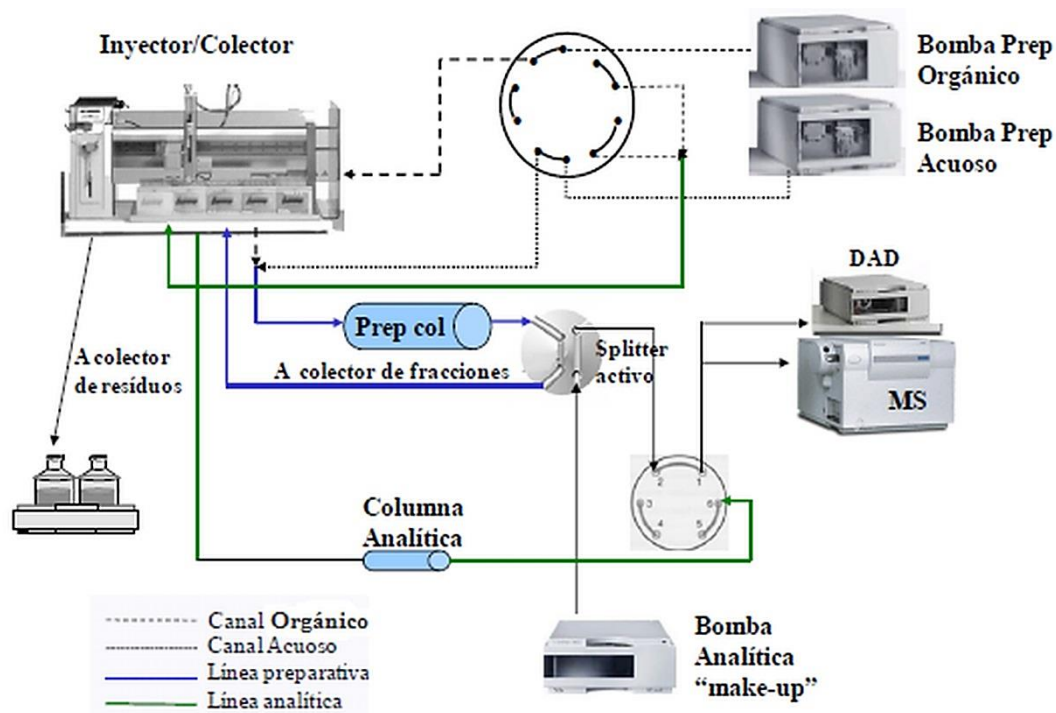 Inyector/Colector
Bomba Prep
Orgánico
Bomba Prep
Acuoso
DAD
MS
Prep col
Splitter
activo
A colector de fracciones
A colector
de resíduos
2
1
3
6
4
5
Columna
Analítica
Bomba
Analítica
“make-up”
Canal Orgánico
Canal Acuoso
Línea preparativa
Línea analítica